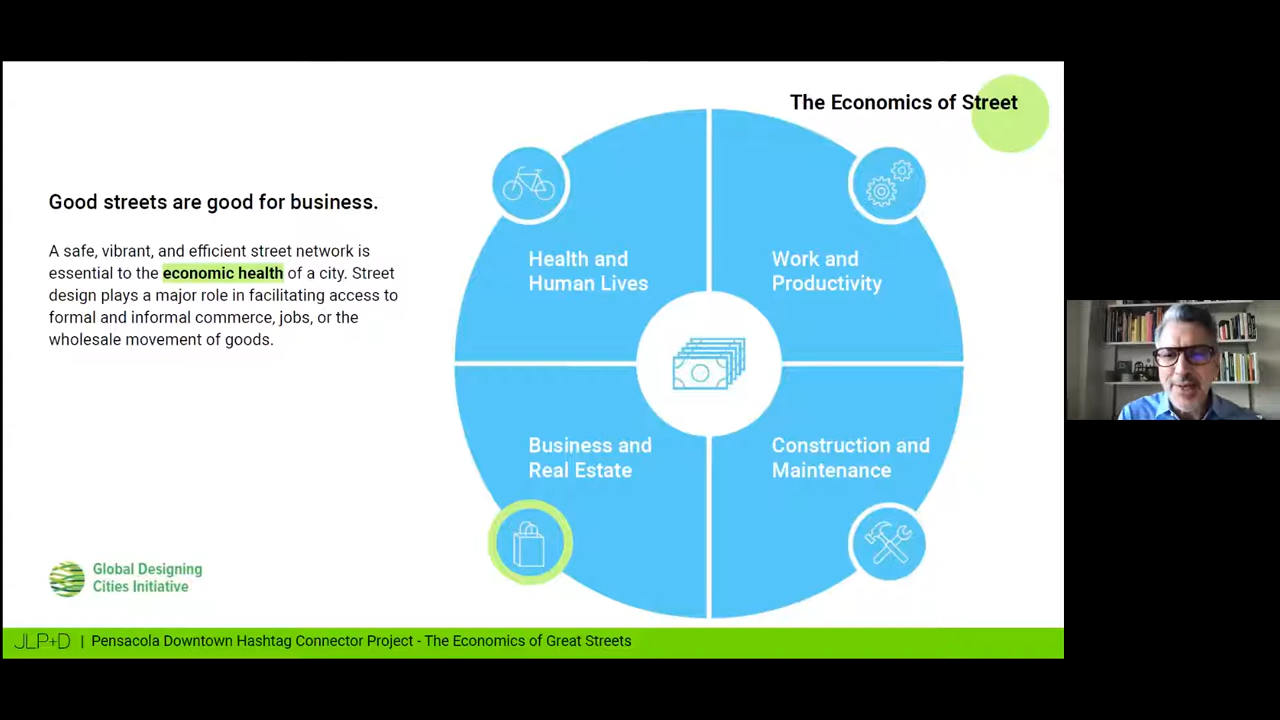 The Economics of Street
Good streets are good for business.
A safe, vibrant, and efficient street network is
essential to the economic health of a city. Street
design plays a major role in facilitating access to
formal and informal commerce, jobs, or the
wholesale movement of goods.
Health and
Human Lives
Work and
Productivity
Business and
Real Estate
Construction and
Maintenance
Global Designing
Cities Initiative
JLP+D | Pensacola Downtown Hashtag Connector Project - The Economics of Great Streets